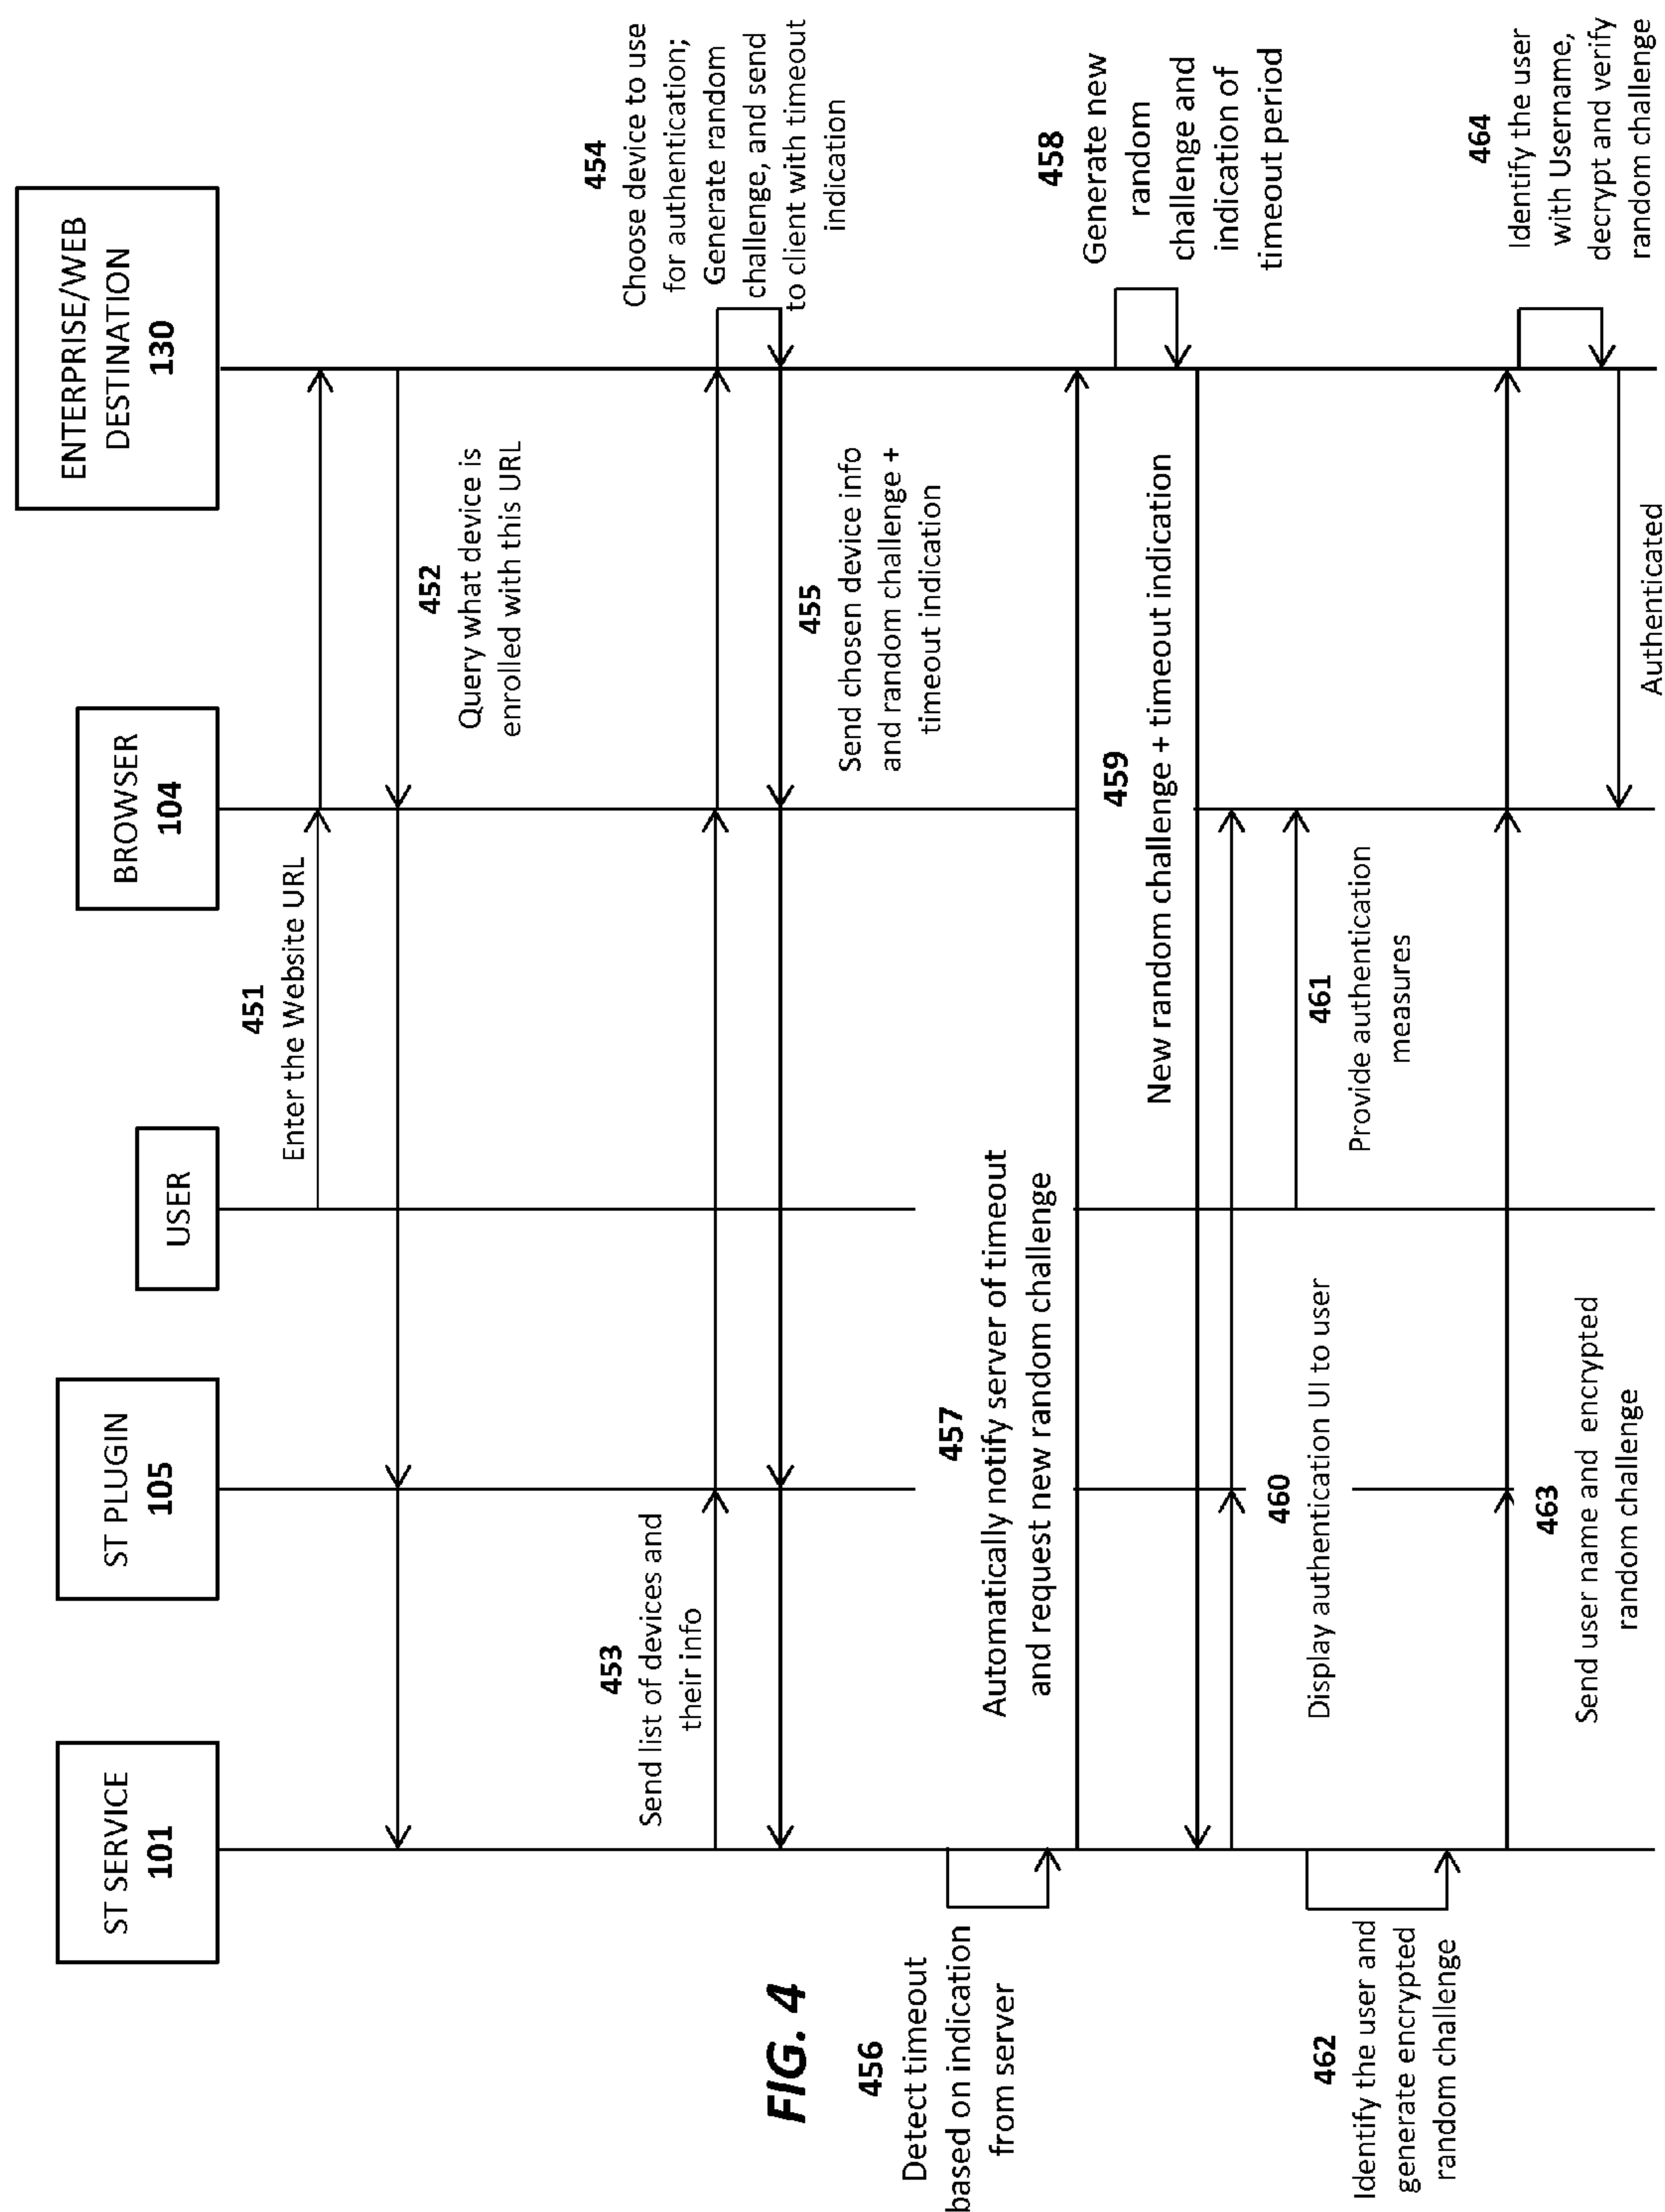 ST SERVICE
101
ST PLUGIN
105
USER
BROWSER
104
ENTERPRISE/WEB
DESTINATION
130
451
Enter the Website URL
452
Query what device is
enrolled with this URL
453
Send list of devices and
their info
454
Choose device to use
for authentication;
Generate random
challenge, and send
to client with timeout
indication
455
Send chosen device info
and random challenge +
timeout indication
FIG. 4
456
Detect timeout
based on indication
from server
457
Automatically notify server of timeout
and request new random challenge
458
Generate new
random
challenge and
indication of
timeout period
459
New random challenge + timeout indication
460
Display authentication UI to user
461
Provide authentication
measures
462
Identify the user and
generate encrypted
random challenge
463
Send user name and encrypted
random challenge
464
Identify the user
with Username,
decrypt and verify
random challenge
Authenticated